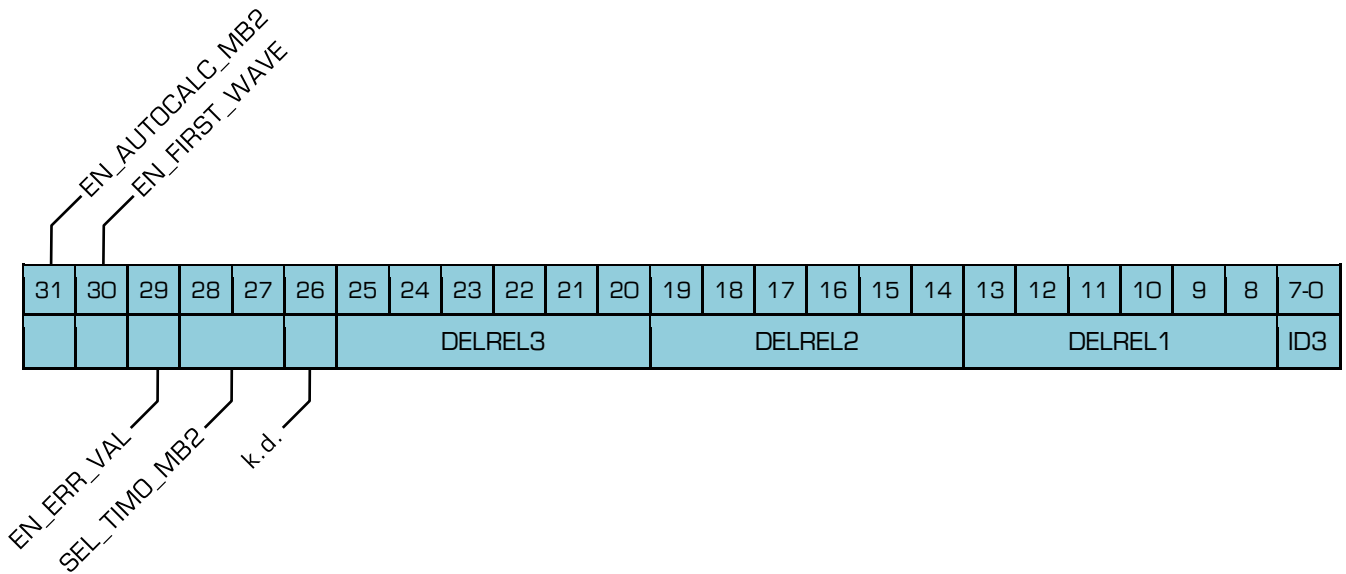 EN_AUTOCALC_MB2
EN_FIRST_WAVE
31 30 29 28 27 26 25 24 23 22 21 20 19 18 17 16 15 14 13 12 11 10 9 8 7-0
DELREL3 DELREL2 DELREL1 ID3
EN_ERR_VAL
SEL_TIMO_MB2
k.d.